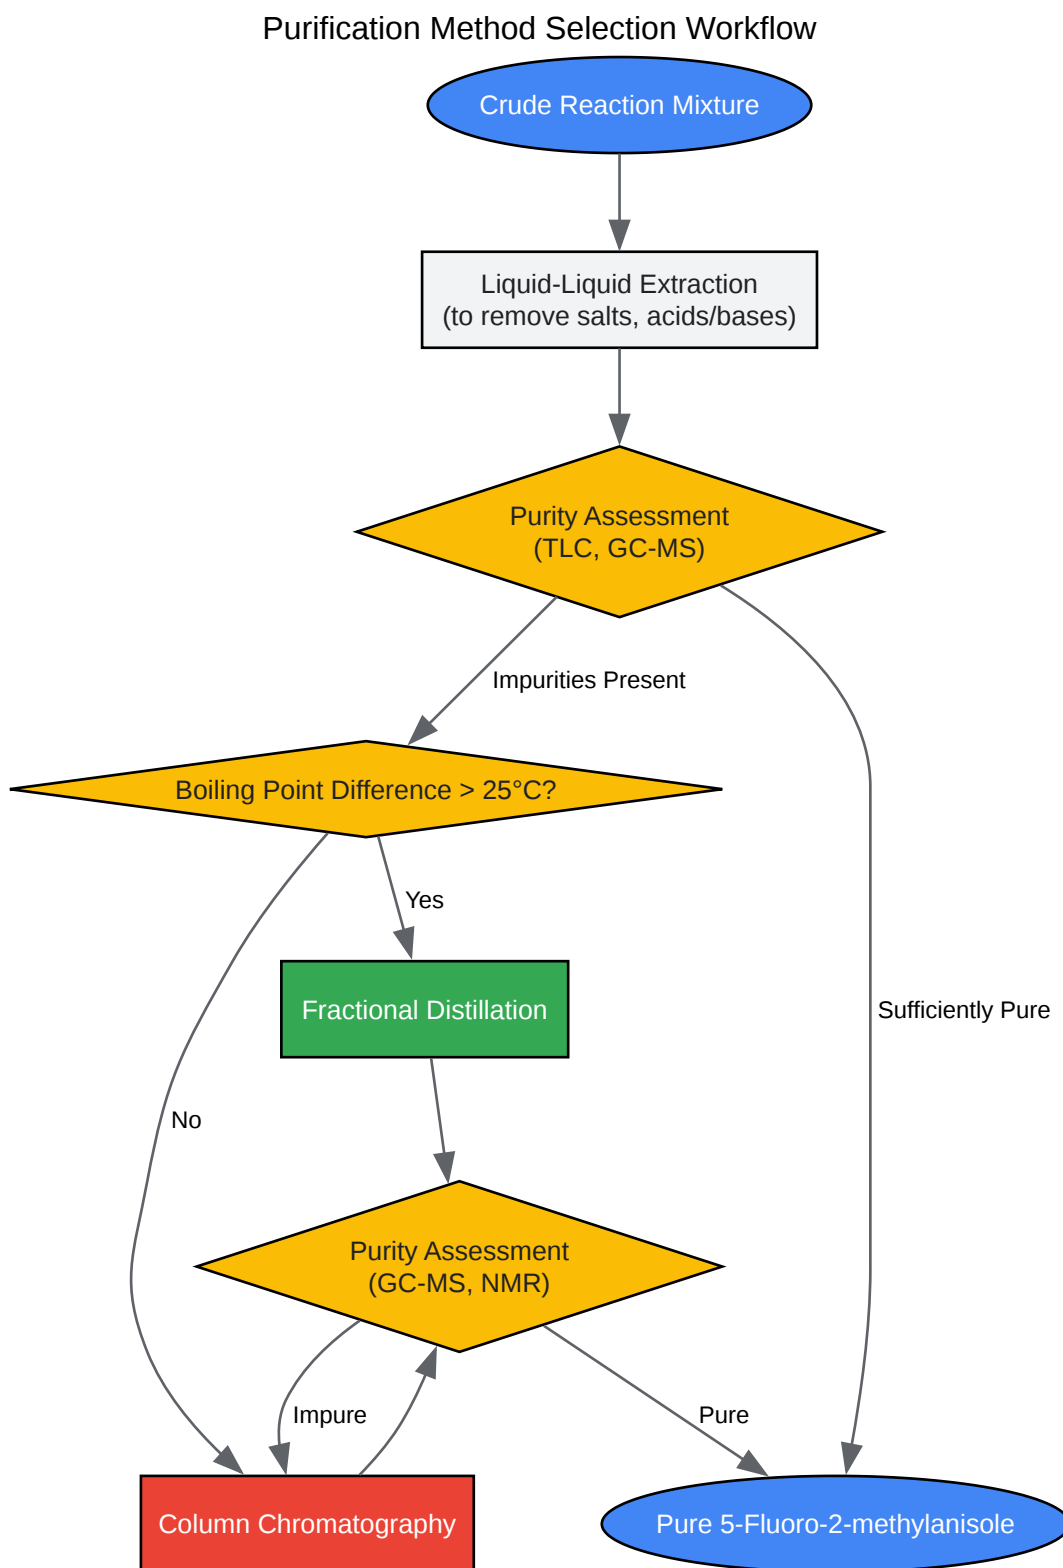 Purification Method Selection Workflow
Crude Reaction Mixture
Liquid-Liquid Extraction
(to remove salts, acids/bases)
Purity Assessment
(TLC, GC-MS)
Impurities Present
Boiling Point Difference > 25°C?
Yes
Fractional Distillation
Sufficiently Pure
No
Purity Assessment
(GC-MS, NMR)
Impure
Pure
Column Chromatography
Pure 5-Fluoro-2-methylanisole